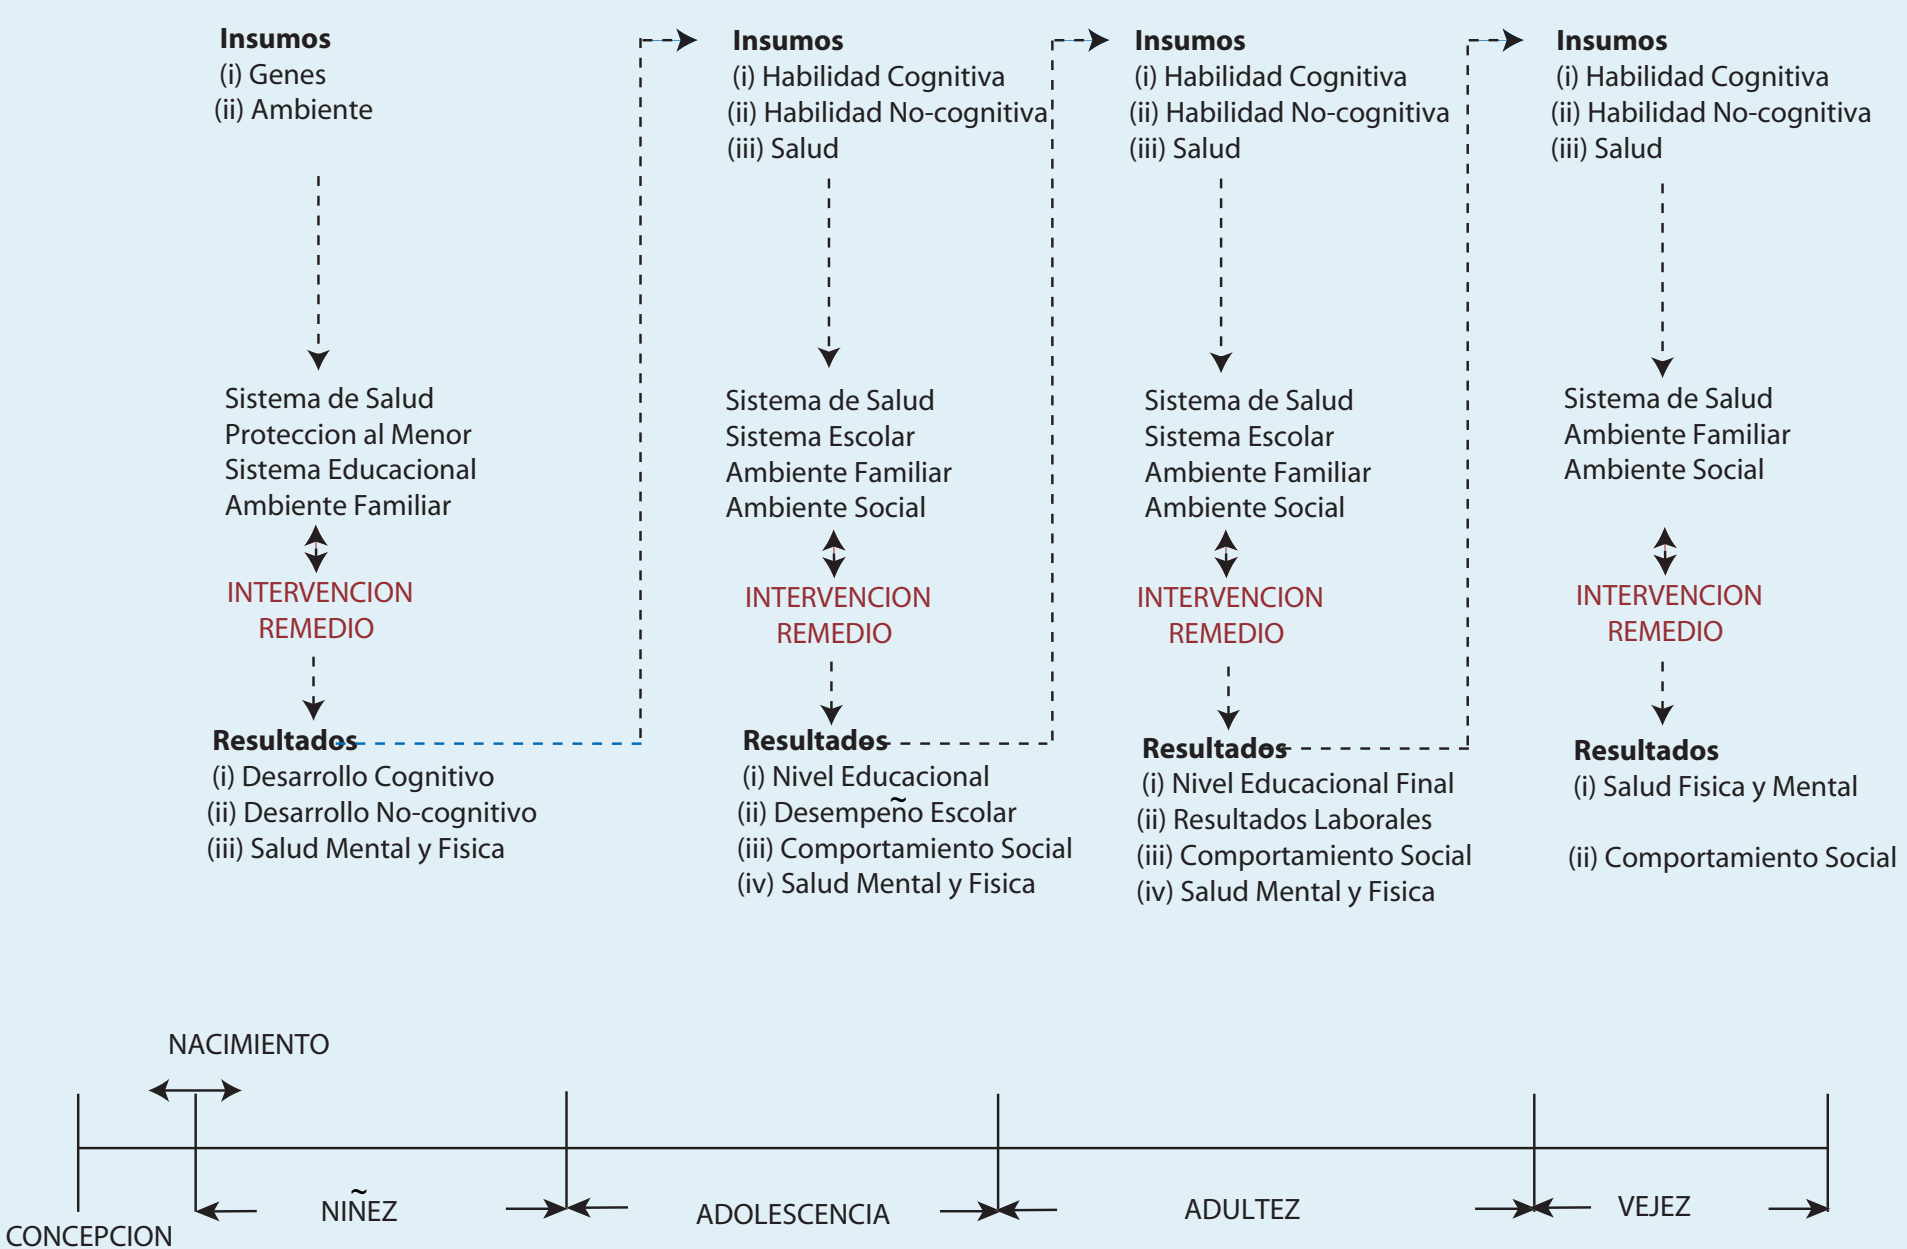 Insumos
(i) Genes
(ii) Ambiente
Sistema de Salud
Proteccion al Menor
Sistema Educacional
Ambiente Familiar
INTERVENCION
REMEDIO
Resultados
(i) Desarrollo Cognitivo
(ii) Desarrollo No-cognitivo
(iii) Salud Mental y Fisica
Insumos
(i) Habilidad Cognitiva
(ii) Habilidad No-cognitiva
(iii) Salud
Sistema de Salud
Sistema Escolar
Ambiente Familiar
Ambiente Social
INTERVENCION
REMEDIO
Resultados
(i) Nivel Educacional
(ii) Desempeño Escolar
(iii) Comportamiento Social
(iv) Salud Mental y Fisica
Insumos
(i) Habilidad Cognitiva
(ii) Habilidad No-cognitiva
(iii) Salud
Sistema de Salud
Sistema Escolar
Ambiente Familiar
Ambiente Social
INTERVENCION
REMEDIO
Resultados
(i) Nivel Educacional Final
(ii) Resultados Laborales
(iii) Comportamiento Social
(iv) Salud Mental y Fisica
Insumos
(i) Habilidad Cognitiva
(ii) Habilidad No-cognitiva
(iii) Salud
Sistema de Salud
Ambiente Familiar
Ambiente Social
INTERVENCION
REMEDIO
Resultados
(i) Salud Fisica y Mental
(ii) Comportamiento Social
NACIMIENTO
CONCEPCION
NIÑEZ
ADOLESCENCIA
ADULTEZ
VEJEZ